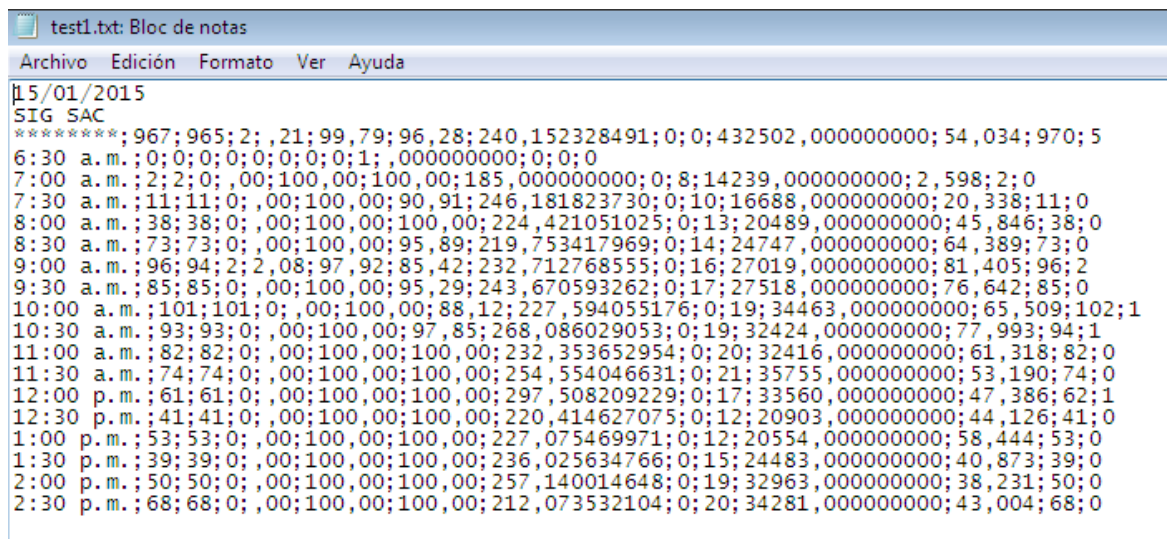 test1.txt: Bloc de notas
Archivo Edición Formato Ver Ayuda
15/01/2015
SIG SAC
********;967;965;2;,21;99,79;96,28;240,152328491;0;0;432502,000000000;54,034;970;5
6:30 a.m.;0;0;0;0;0;0;0;0;1;,000000000;0;0;0
7:00 a.m.;2;2;0;,00;100,00;100,00;185,000000000;0;8;14239,000000000;2,598;2;0
7:30 a.m.;11;11;0;,00;100,00;90,91;246,181823730;0;10;16688,000000000;20,338;11;0
8:00 a.m.;38;38;0;,00;100,00;100,00;224,421051025;0;13;20489,000000000;45,846;38;0
8:30 a.m.;73;73;0;,00;100,00;95,89;219,753417969;0;14;24747,000000000;64,389;73;0
9:00 a.m.;96;94;2;2,08;97,92;85,42;232,712768555;0;16;27019,000000000;81,405;96;2
9:30 a.m.;85;85;0;,00;100,00;95,29;243,670593262;0;17;27518,000000000;76,642;85;0
10:00 a.m.;101;101;0;,00;100,00;88,12;227,594055176;0;19;34463,000000000;65,509;102;1
10:30 a.m.;93;93;0;,00;100,00;97,85;268,086029053;0;19;32424,000000000;77,993;94;1
11:00 a.m.;82;82;0;,00;100,00;100,00;232,353652954;0;20;32416,000000000;61,318;82;0
11:30 a.m.;74;74;0;,00;100,00;100,00;254,554046631;0;21;35755,000000000;53,190;74;0
12:00 p.m.;61;61;0;,00;100,00;100,00;297,508209229;0;17;33560,000000000;47,386;62;1
12:30 p.m.;41;41;0;,00;100,00;100,00;220,414627075;0;12;20903,000000000;44,126;41;0
1:00 p.m.;53;53;0;,00;100,00;100,00;227,075469971;0;12;20554,000000000;58,444;53;0
1:30 p.m.;39;39;0;,00;100,00;100,00;236,025634766;0;15;24483,000000000;40,873;39;0
2:00 p.m.;50;50;0;,00;100,00;100,00;257,140014648;0;19;32963,000000000;38,231;50;0
2:30 p.m.;68;68;0;,00;100,00;100,00;212,073532104;0;20;34281,000000000;43,004;68;0